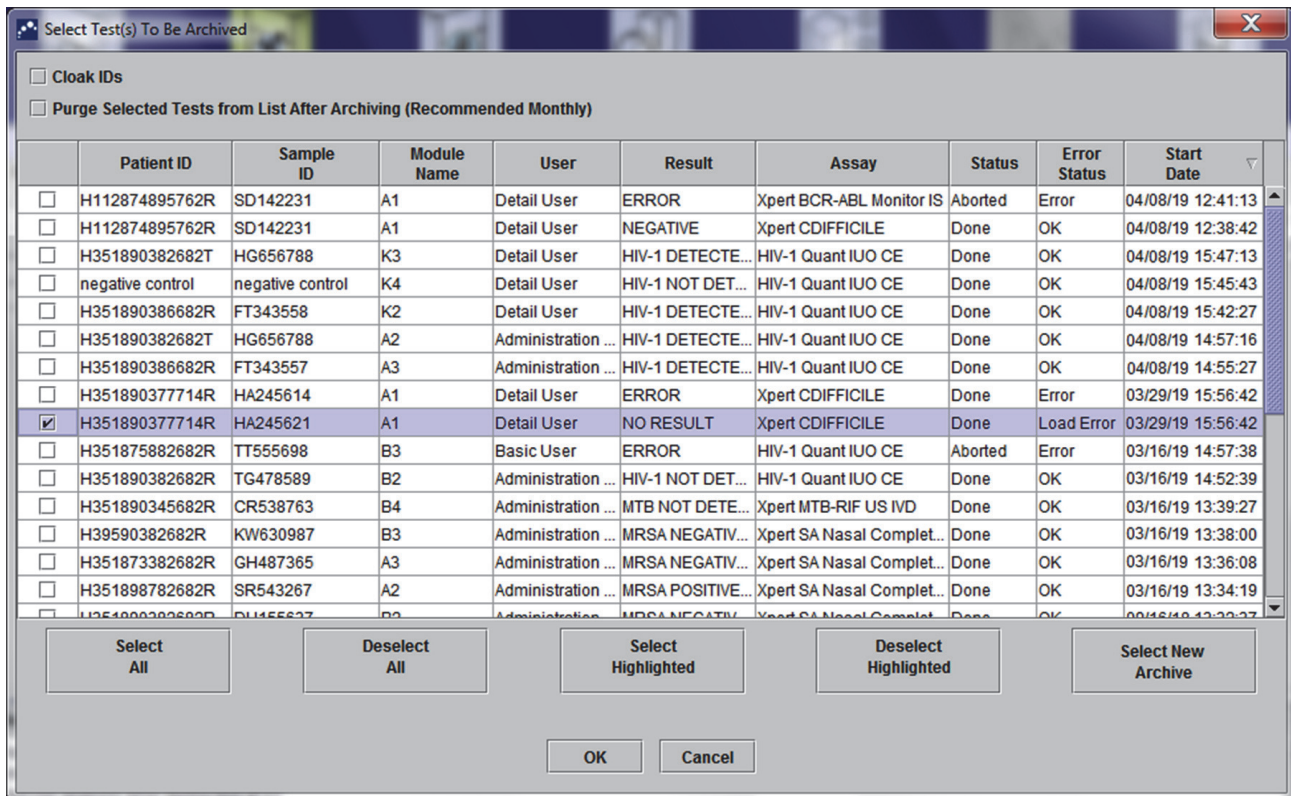 Select Test(s) To Be Archived
Cloak IDs
Purge Selected Tests from List After Archiving (Recommended Monthly)
Patient ID Sample ID Module Name User Result Assay Status Error Status Start Date
H112874895762R SD142231 A1 Detail User ERROR Xpert BCR-ABL Monitor IS Aborted Error 04/08/19 12:41:13
H112874895762R SD142231 A1 Detail User NEGATIVE Xpert CDIFFICILE Done OK 04/08/19 12:38:42
H351890382682T HG656788 K3 Detail User HIV-1 DETECTE... HIV-1 Quant IUO CE Done OK 04/08/19 15:47:13
negative control negative control K4 Detail User HIV-1 NOT DET... HIV-1 Quant IUO CE Done OK 04/08/19 15:45:43
H351890386682R FT343558 K2 Detail User HIV-1 DETECTE... HIV-1 Quant IUO CE Done OK 04/08/19 15:42:27
H351890382682T HG656788 A2 Administration ... HIV-1 DETECTE... HIV-1 Quant IUO CE Done OK 04/08/19 14:57:16
H351890386682R FT343557 A3 Administration ... HIV-1 DETECTE... HIV-1 Quant IUO CE Done OK 04/08/19 14:55:27
H351890377714R HA245614 A1 Detail User ERROR Xpert CDIFFICILE Done Error 03/29/19 15:56:42
H351890377714R HA245621 A1 Detail User NO RESULT Xpert CDIFFICILE Done Load Error 03/29/19 15:56:42
H351875882682R TT555698 B3 Basic User ERROR HIV-1 Quant IUO CE Aborted Error 03/16/19 14:57:38
H351890382682R TG478589 B2 Administration ... HIV-1 NOT DET... HIV-1 Quant IUO CE Done OK 03/16/19 14:52:39
H351890345682R CR538763 B4 Administration ... MTB NOT DETE... Xpert MTB-RIF US IVD Done OK 03/16/19 13:39:27
H39590382682R KW630987 B3 Administration ... MRSA NEGATIV... Xpert SA Nasal Complet... Done OK 03/16/19 13:38:00
H351873382682R GH487365 A3 Administration ... MRSA NEGATIV... Xpert SA Nasal Complet... Done OK 03/16/19 13:36:08
H351898782682R SR543267 A2 Administration ... MRSA POSITIVE... Xpert SA Nasal Complet... Done OK 03/16/19 13:34:19
Select All Deselect All Select Highlighted Deselect Highlighted Select New Archive
OK Cancel